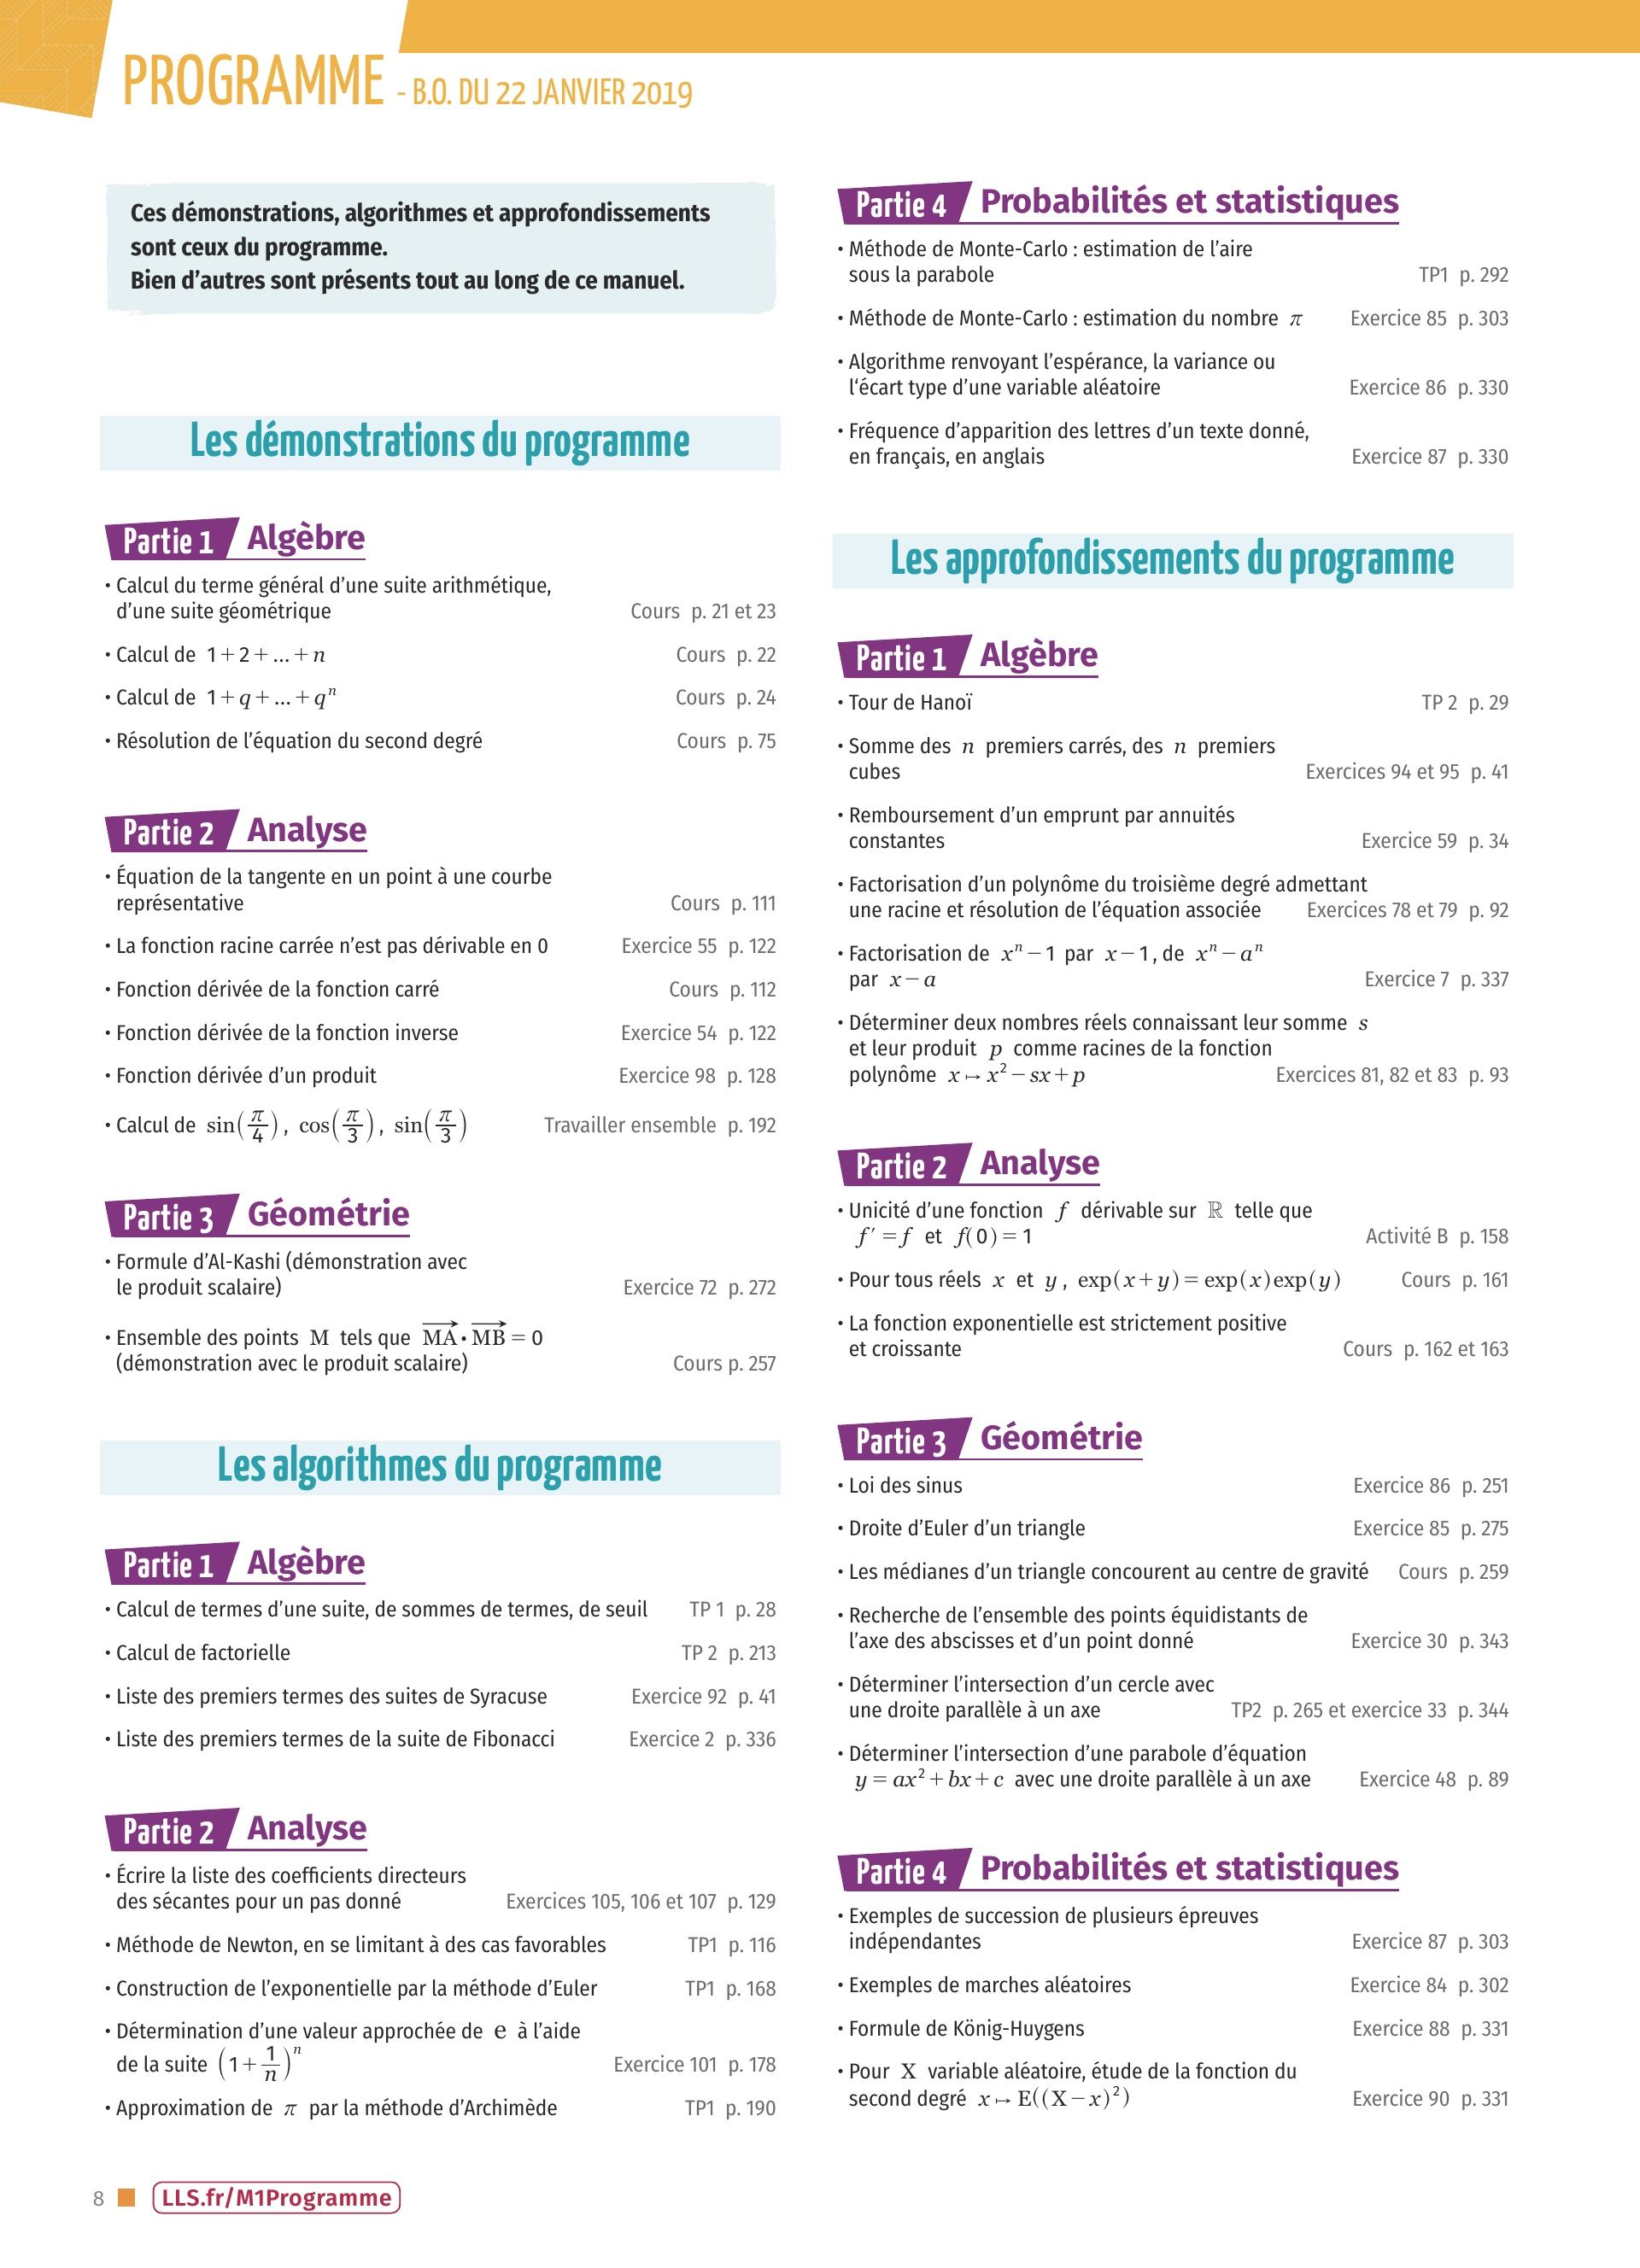 PROGRAMME - B.O. DU 22 JANVIER 2019
Ces démonstrations, algorithmes et approfondissements
sont ceux du programme.
Bien d’autres sont présents tout au long de ce manuel.
Les démonstrations du programme
Partie 1 Algèbre
• Calcul du terme général d’une suite arithmétique,
d’une suite géométrique Cours p. 21 et 23
• Calcul de 1+2+...+n Cours p. 22
• Calcul de 1+q+...+qⁿ Cours p. 24
• Résolution de l’équation du second degré Cours p. 75
Partie 2 Analyse
• Équation de la tangente en un point à une courbe
représentative Cours p. 111
• La fonction racine carrée n’est pas dérivable en 0 Exercice 55 p. 122
• Fonction dérivée de la fonction carré Cours p. 112
• Fonction dérivée de la fonction inverse Exercice 54 p. 122
• Fonction dérivée d’un produit Exercice 98 p. 128
• Calcul de sin(π/4), cos(π/3), sin(π/3) Travailler ensemble p. 192
Partie 3 Géométrie
• Formule d’Al-Kashi (démonstration avec
le produit scalaire) Exercice 72 p. 272
• Ensemble des points M tels que MA⃗ • MB⃗ = 0
(démonstration avec le produit scalaire) Cours p. 257
Les algorithmes du programme
Partie 1 Algèbre
• Calcul de termes d’une suite, de sommes de termes, de seuil TP 1 p. 28
• Calcul de factorielle TP 2 p. 213
• Liste des premiers termes des suites de Syracuse Exercice 92 p. 41
• Liste des premiers termes de la suite de Fibonacci Exercice 2 p. 336
Partie 2 Analyse
• Écrire la liste des coefficients directeurs
des sécantes pour un pas donné Exercices 105, 106 et 107 p. 129
• Méthode de Newton, en se limitant à des cas favorables TP1 p. 116
• Construction de l’exponentielle par la méthode d’Euler TP1 p. 168
• Détermination d’une valeur approchée de e à l’aide
de la suite (1+1/n)ⁿ Exercice 101 p. 178
• Approximation de π par la méthode d’Archimède TP1 p. 190
Partie 4 Probabilités et statistiques
• Méthode de Monte-Carlo : estimation de l’aire
sous la parabole TP1 p. 292
• Méthode de Monte-Carlo : estimation du nombre π Exercice 85 p. 303
• Algorithme renvoyant l’espérance, la variance ou
l‘écart type d’une variable aléatoire Exercice 86 p. 330
• Fréquence d’apparition des lettres d’un texte donné,
en français, en anglais Exercice 87 p. 330
Les approfondissements du programme
Partie 1 Algèbre
• Tour de Hanoï TP 2 p. 29
• Somme des n premiers carrés, des n premiers
cubes Exercices 94 et 95 p. 41
• Remboursement d’un emprunt par annuités
constantes Exercice 59 p. 34
• Factorisation d’un polynôme du troisième degré admettant
une racine et résolution de l’équation associée Exercices 78 et 79 p. 92
• Factorisation de xⁿ−1 par x−1, de xⁿ−aⁿ
par x−a Exercice 7 p. 337
• Déterminer deux nombres réels connaissant leur somme s
et leur produit p comme racines de la fonction
polynôme x ↦ x²−sx+p Exercices 81, 82 et 83 p. 93
Partie 2 Analyse
• Unicité d’une fonction f dérivable sur ℝ telle que
f′ = f et f(0) = 1 Activité B p. 158
• Pour tous réels x et y, exp(x+y) = exp(x)exp(y) Cours p. 161
• La fonction exponentielle est strictement positive
et croissante Cours p. 162 et 163
Partie 3 Géométrie
• Loi des sinus Exercice 86 p. 251
• Droite d’Euler d’un triangle Exercice 85 p. 275
• Les médianes d’un triangle concourent au centre de gravité Cours p. 259
• Recherche de l’ensemble des points équidistants de
l’axe des abscisses et d’un point donné Exercice 30 p. 343
• Déterminer l’intersection d’un cercle avec
une droite parallèle à un axe TP2 p. 265 et exercice 33 p. 344
• Déterminer l’intersection d’une parabole d’équation
y = ax²+bx+c avec une droite parallèle à un axe Exercice 48 p. 89
Partie 4 Probabilités et statistiques
• Exemples de succession de plusieurs épreuves
indépendantes Exercice 87 p. 303
• Exemples de marches aléatoires Exercice 84 p. 302
• Formule de König-Huygens Exercice 88 p. 331
• Pour X variable aléatoire, étude de la fonction du
second degré x ↦ E((X−x)²) Exercice 90 p. 331
8 LLS.fr/M1Programme